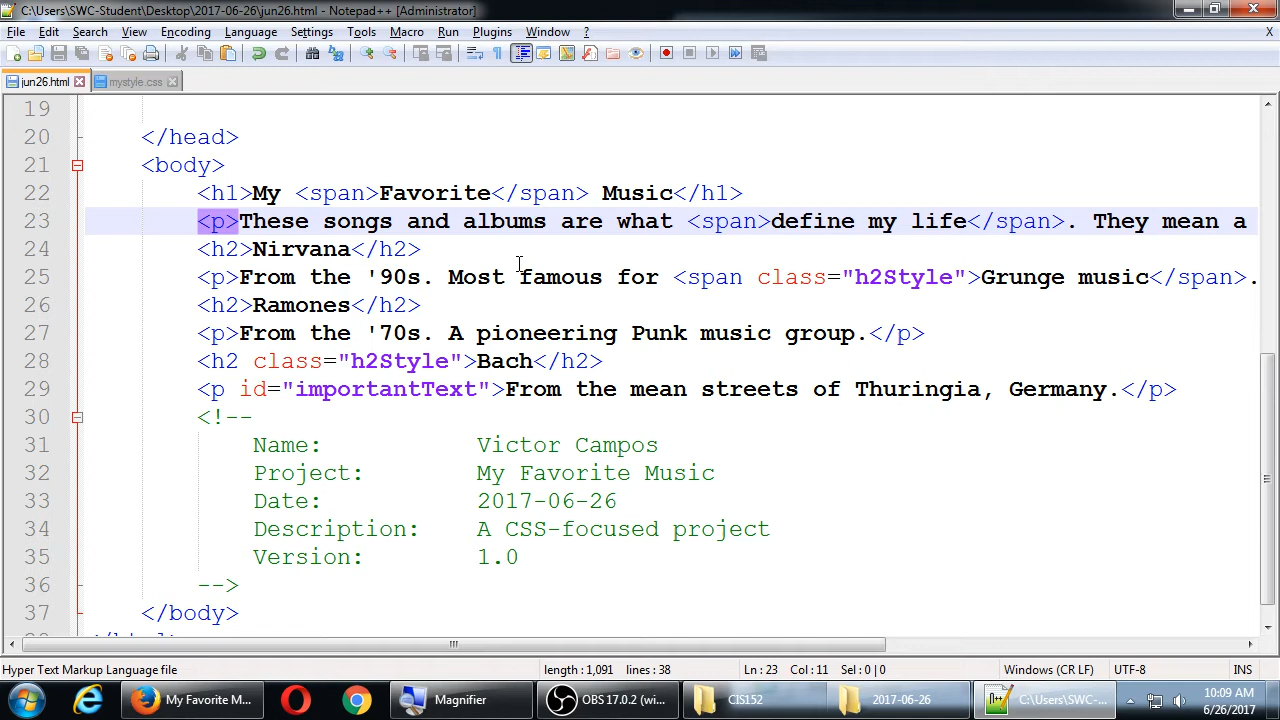 C:\Users\SWC-Student\Desktop\2017-06-26\jun26.html - Notepad++ [Administrator]
File Edit Search View Encoding Language Settings Tools Macro Run Plugins Window ? X
jun26.html mystyle.css
19
20 </head>
21 <body>
22 <h1>My <span>Favorite</span> Music</h1>
23 <p>These songs and albums are what <span>define my life</span>. They mean a
24 <h2>Nirvana</h2>
25 <p>From the '90s. Most famous for <span class="h2Style">Grunge music</span>.
26 <h2>Ramones</h2>
27 <p>From the '70s. A pioneering Punk music group.</p>
28 <h2 class="h2Style">Bach</h2>
29 <p id="importantText">From the mean streets of Thuringia, Germany.</p>
30 <!--
31 Name: Victor Campos
32 Project: My Favorite Music
33 Date: 2017-06-26
34 Description: A CSS-focused project
35 Version: 1.0
36 -->
37 </body>
Hyper Text Markup Language file length : 1,091 lines : 38 Ln : 23 Col : 11 Sel : 0 | 0 Windows (CR LF) UTF-8 INS
My Favorite M... Magnifier OBS 17.0.2 (wi... CIS152 2017-06-26 C:\Users\SWC-... 10:09 AM
6/26/2017